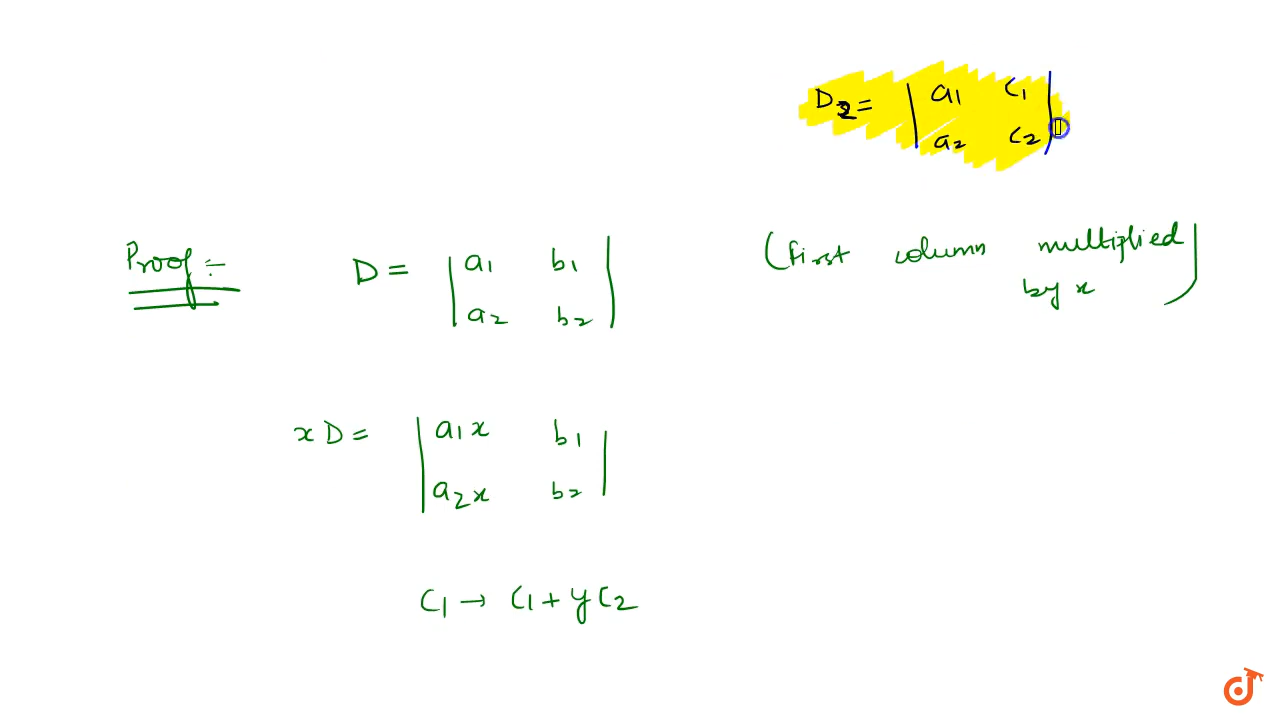 D2 = | a1 c1 |
| a2 c2 |
Proof :- D = | a1 b1 | (First column multiplied
| a2 b2 | by x)
x D = | a1x b1 |
| a2x b2 |
C1 → C1 + y C2